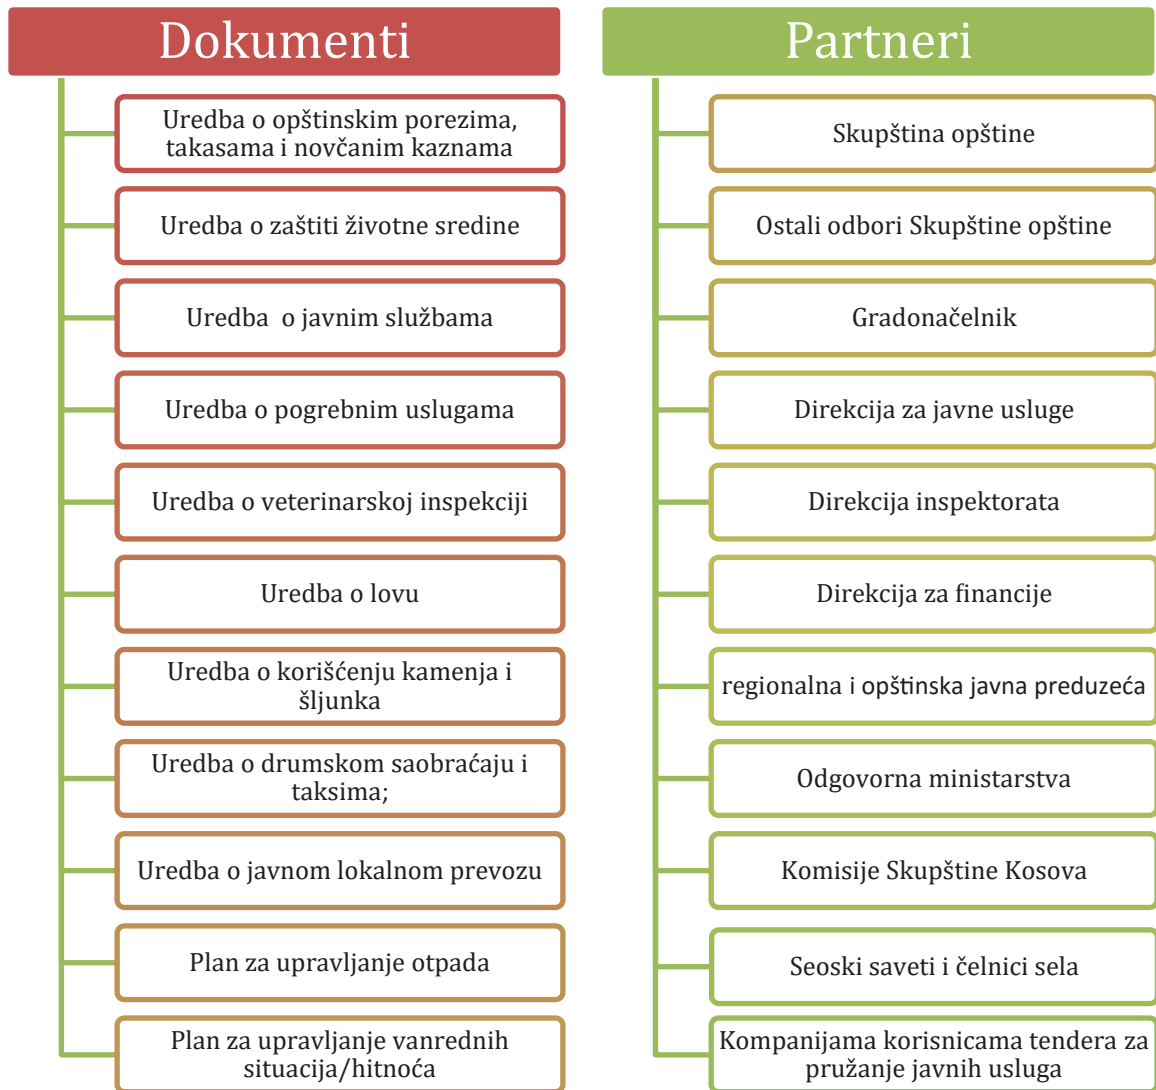 Dokumenti
Uredba o opštinskim porezima,
takasama i novčanim kaznama
Uredba o zaštiti životne sredine
Uredba  o javnim službama
Uredba o pogrebnim uslugama
Uredba o veterinarskoj inspekciji
Uredba o lovu
Uredba o korišćenju kamenja i
šljunka
Uredba o drumskom saobraćaju i
taksima;
Uredba o javnom lokalnom prevozu
Plan za upravljanje otpada
Plan za upravljanje vanrednih
situacija/hitnoća
Partneri
Skupština opštine
Ostali odbori Skupštine opštine
Gradonačelnik
Direkcija za javne usluge
Direkcija inspektorata
Direkcija za financije
regionalna i opštinska javna preduzeća
Odgovorna ministarstva
Komisije Skupštine Kosova
Seoski saveti i čelnici sela
Kompanijama korisnicama tendera za
pružanje javnih usluga